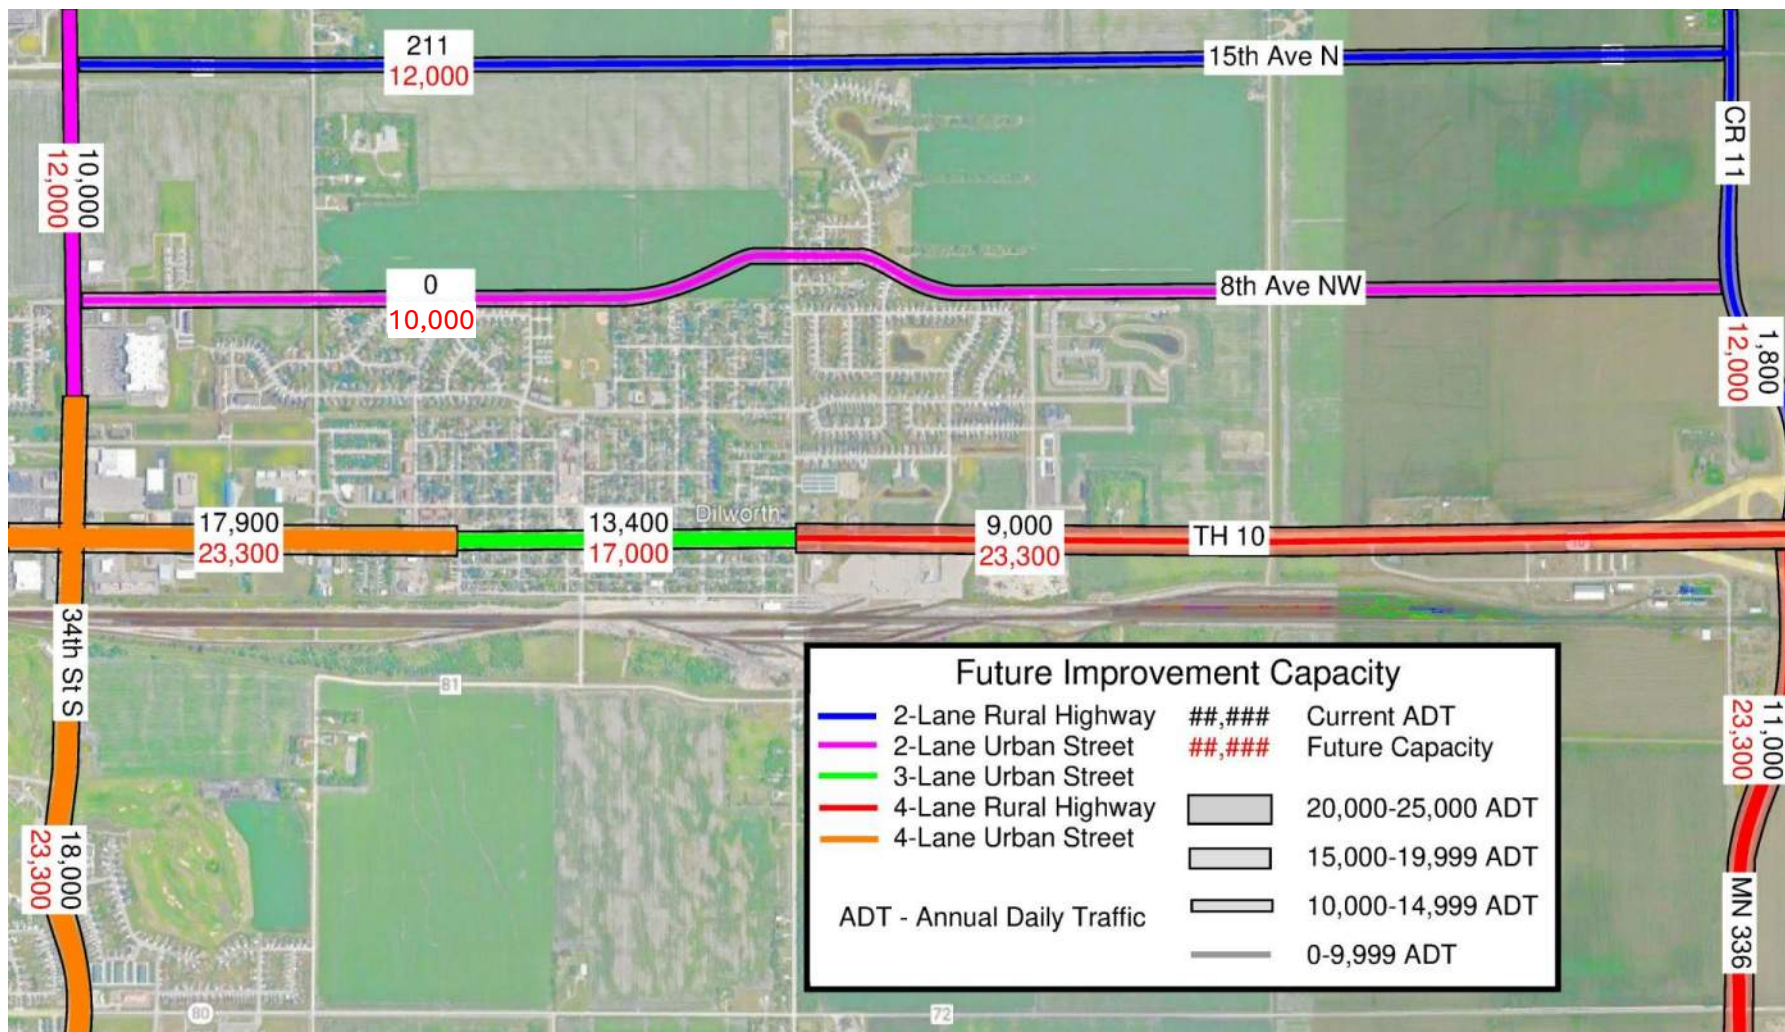 211
12,000
15th Ave N
CR 11
10,000
12,000
0
10,000
8th Ave NW
1,800
12,000
17,900
23,300
13,400
17,000
Dilworth
9,000
23,300
TH 10
10
34th St S
81
Future Improvement Capacity
2-Lane Rural Highway
2-Lane Urban Street
3-Lane Urban Street
4-Lane Rural Highway
4-Lane Urban Street
##,### Current ADT
##,### Future Capacity
20,000-25,000 ADT
15,000-19,999 ADT
10,000-14,999 ADT
0-9,999 ADT
ADT - Annual Daily Traffic
11,000
23,300
18,000
23,300
MN 336
80
72